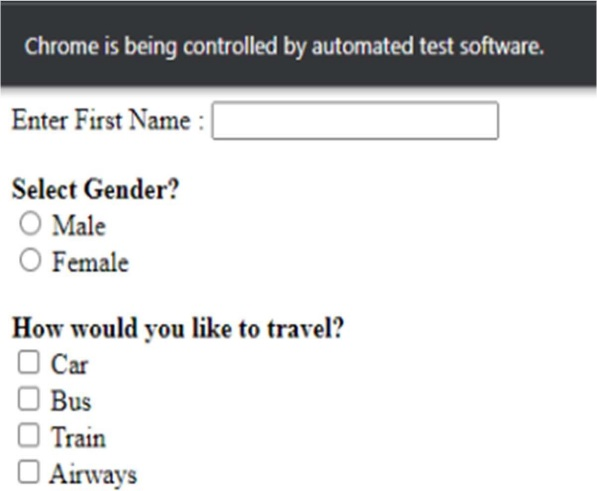 Chrome is being controlled by automated test software.
Enter First Name :
Select Gender?
Male
Female
How would you like to travel?
Car
Bus
Train
Airways